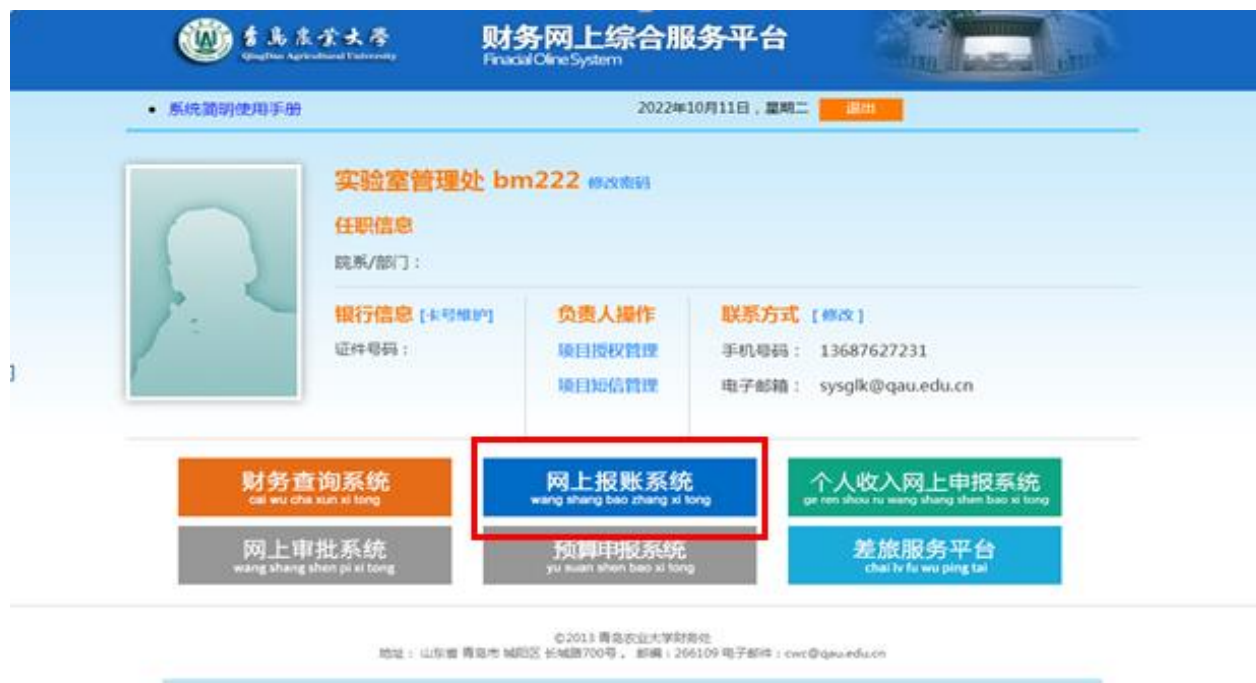 青岛农业大学
QingDao Agricultural University
财务网上综合服务平台
Finacial Oline System
系统简明使用手册
2022年10月11日，星期二 退出
实验室管理处 bm222 修改密码
任职信息
院系/部门：
银行信息 [卡号维护] 负责人操作 联系方式 [修改]
证件号码： 项目授权管理 手机号码： 13687627231
项目短信管理 电子邮箱： sysglk@qau.edu.cn
财务查询系统 网上报账系统 个人收入网上申报系统
cai wu cha xun xi tong wang shang bao zhang xi tong ge ren shou ru wang shang shen bao xi tong
网上审批系统 预算申报系统 差旅服务平台
wang shang shen pi xi tong yu suan shen bao xi tong chai lv fu wu ping tai
©2013 青岛农业大学财务处
地址： 山东省 青岛市 城阳区 长城路700号， 邮编：266109 电子邮件：cwc@qau.edu.cn